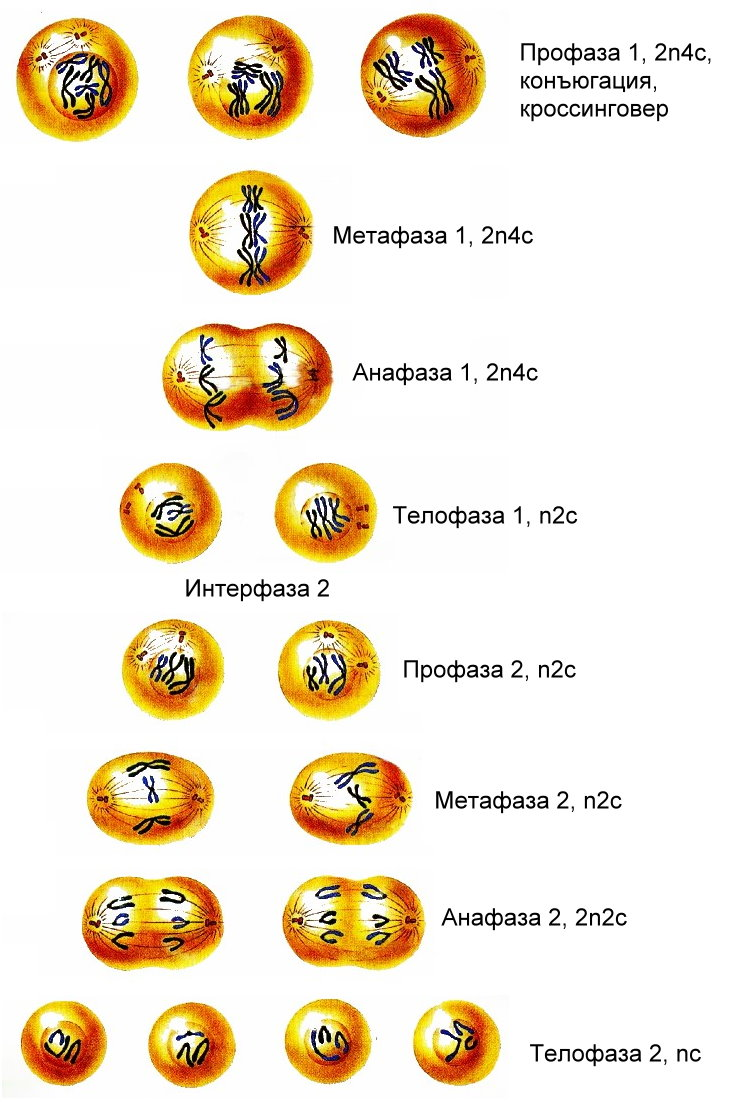 Профаза 1, 2n4c,
конъюгация,
кроссинговер
Метафаза 1, 2n4c
Анафаза 1, 2n4c
Телофаза 1, n2c
Интерфаза 2
Профаза 2, n2c
Метафаза 2, n2c
Анафаза 2, 2n2c
Телофаза 2, nc